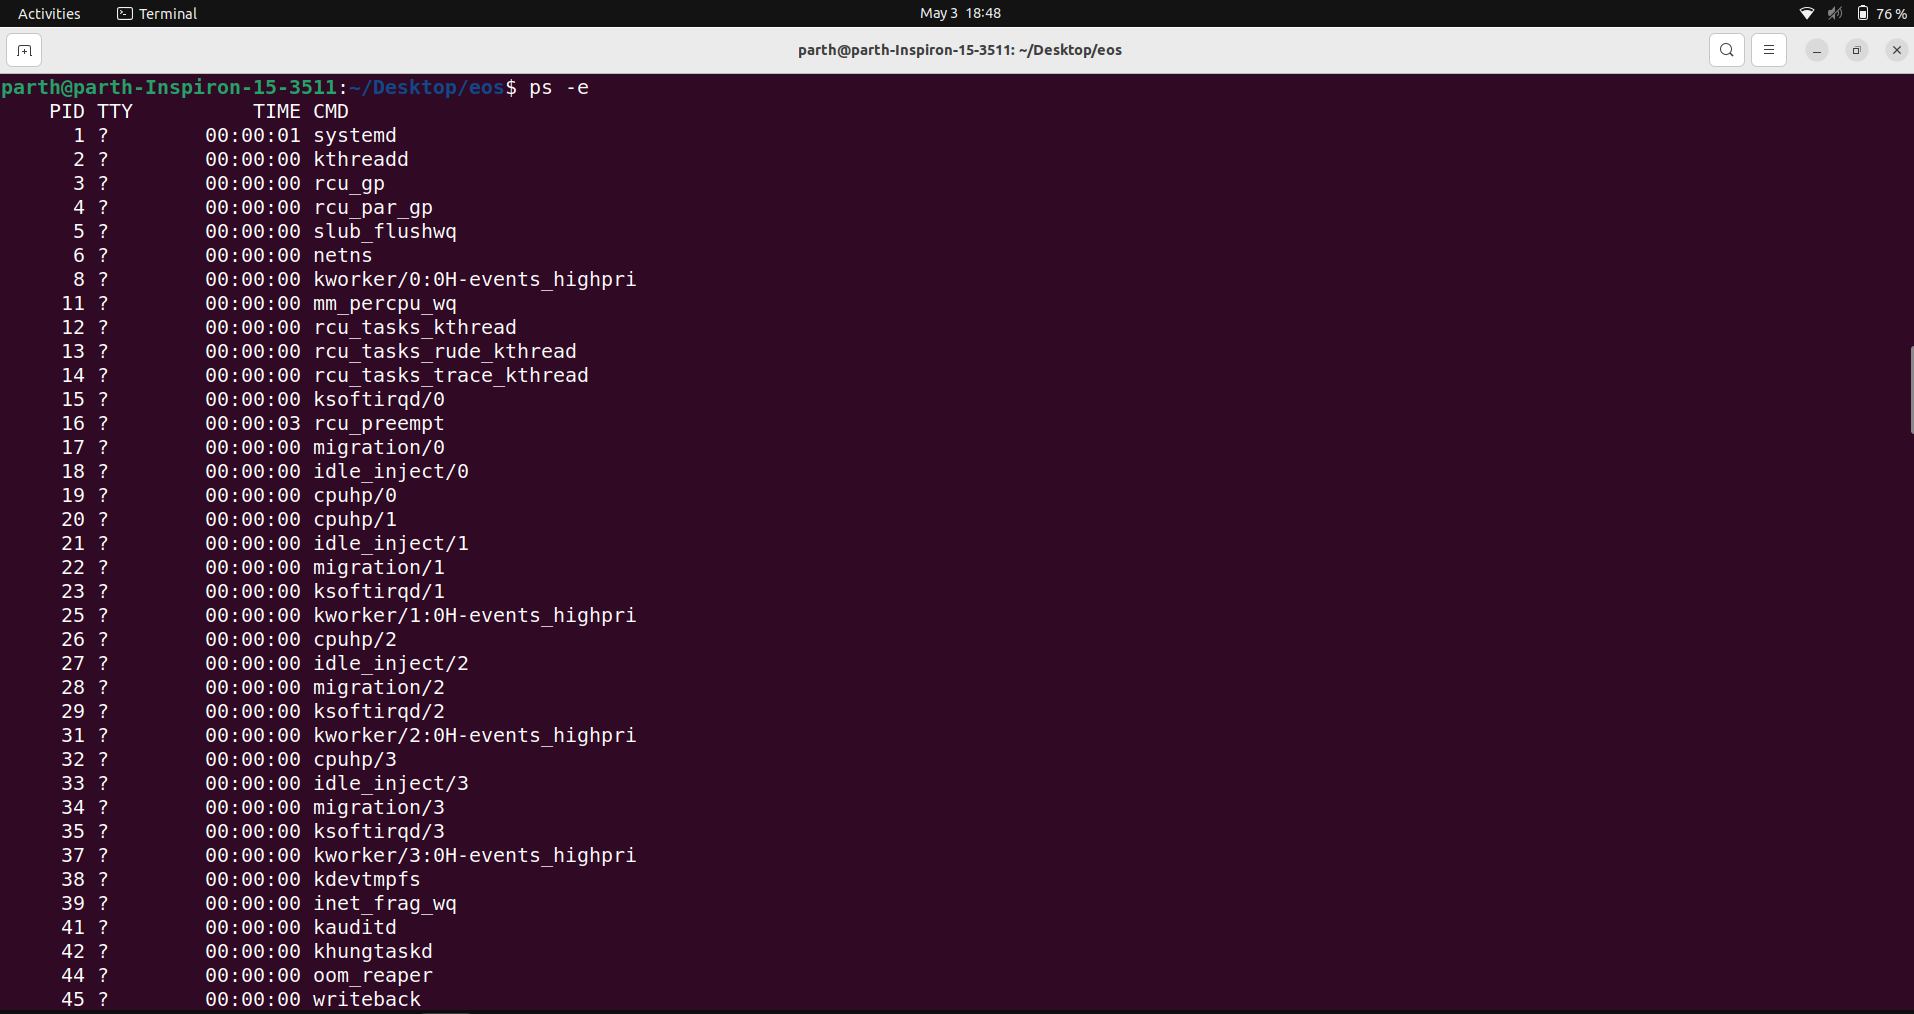 Activities Terminal May 3 18:48 76 %
parth@parth-Inspiron-15-3511: ~/Desktop/eos
parth@parth-Inspiron-15-3511:~/Desktop/eos$ ps -e
PID TTY TIME CMD
1 ? 00:00:01 systemd
2 ? 00:00:00 kthreadd
3 ? 00:00:00 rcu_gp
4 ? 00:00:00 rcu_par_gp
5 ? 00:00:00 slub_flushwq
6 ? 00:00:00 netns
8 ? 00:00:00 kworker/0:0H-events_highpri
11 ? 00:00:00 mm_percpu_wq
12 ? 00:00:00 rcu_tasks_kthread
13 ? 00:00:00 rcu_tasks_rude_kthread
14 ? 00:00:00 rcu_tasks_trace_kthread
15 ? 00:00:00 ksoftirqd/0
16 ? 00:00:03 rcu_preempt
17 ? 00:00:00 migration/0
18 ? 00:00:00 idle_inject/0
19 ? 00:00:00 cpuhp/0
20 ? 00:00:00 cpuhp/1
21 ? 00:00:00 idle_inject/1
22 ? 00:00:00 migration/1
23 ? 00:00:00 ksoftirqd/1
25 ? 00:00:00 kworker/1:0H-events_highpri
26 ? 00:00:00 cpuhp/2
27 ? 00:00:00 idle_inject/2
28 ? 00:00:00 migration/2
29 ? 00:00:00 ksoftirqd/2
31 ? 00:00:00 kworker/2:0H-events_highpri
32 ? 00:00:00 cpuhp/3
33 ? 00:00:00 idle_inject/3
34 ? 00:00:00 migration/3
35 ? 00:00:00 ksoftirqd/3
37 ? 00:00:00 kworker/3:0H-events_highpri
38 ? 00:00:00 kdevtmpfs
39 ? 00:00:00 inet_frag_wq
41 ? 00:00:00 kauditd
42 ? 00:00:00 khungtaskd
44 ? 00:00:00 oom_reaper
45 ? 00:00:00 writeback